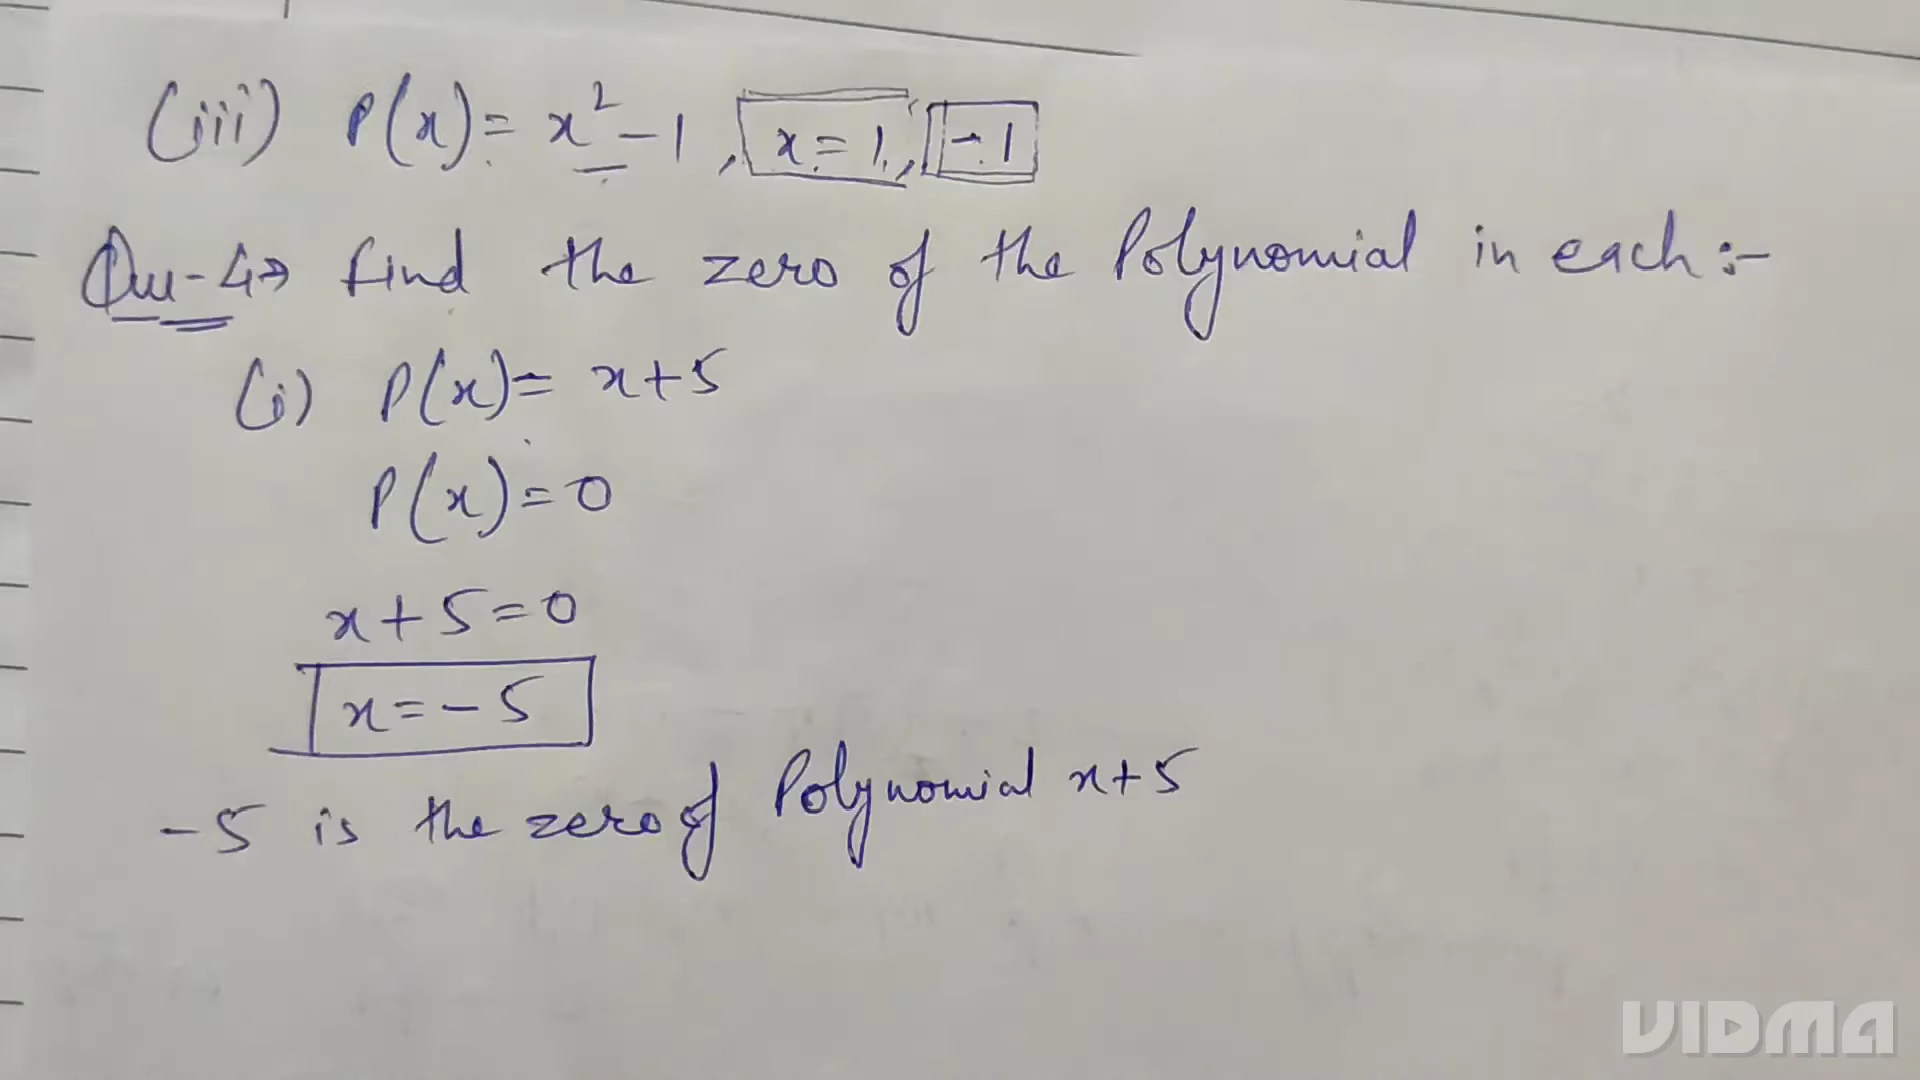 (iii) P(x) = x² - 1, x = 1, -1
Qu-4→ find the zero of the Polynomial in each :-
(i) P(x) = x+5
P(x) = 0
x + 5 = 0
x = - 5
- 5 is the zero of Polynomial x+5
VIDMA